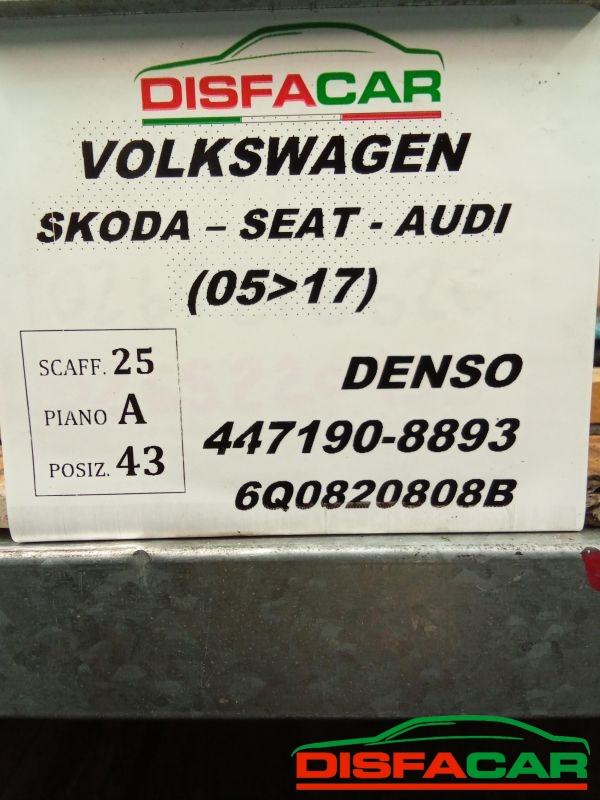 DISFACAR
VOLKSWAGEN
SKODA – SEAT - AUDI
(05>17)
SCAFF. 25
PIANO A
POSIZ. 43
DENSO
447190-8893
6Q0820808B
DISFACAR